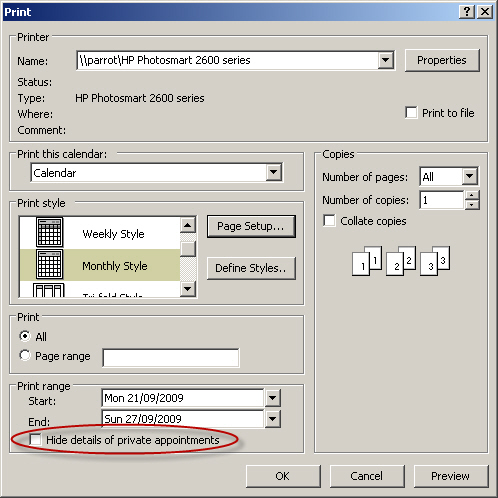 Print
Printer
Name: \\parrot\HP Photosmart 2600 series Properties
Status:
Type: HP Photosmart 2600 series
Where:
Comment:
Print to file
Print this calendar:
Calendar
Print style
Weekly Style
Monthly Style
Tri-fold Style
Page Setup...
Define Styles..
Copies
Number of pages: All
Number of copies: 1
Collate copies
1 1 2 2 3 3
Print
All
Page range
Print range
Start: Mon 21/09/2009
End: Sun 27/09/2009
Hide details of private appointments
OK Cancel Preview